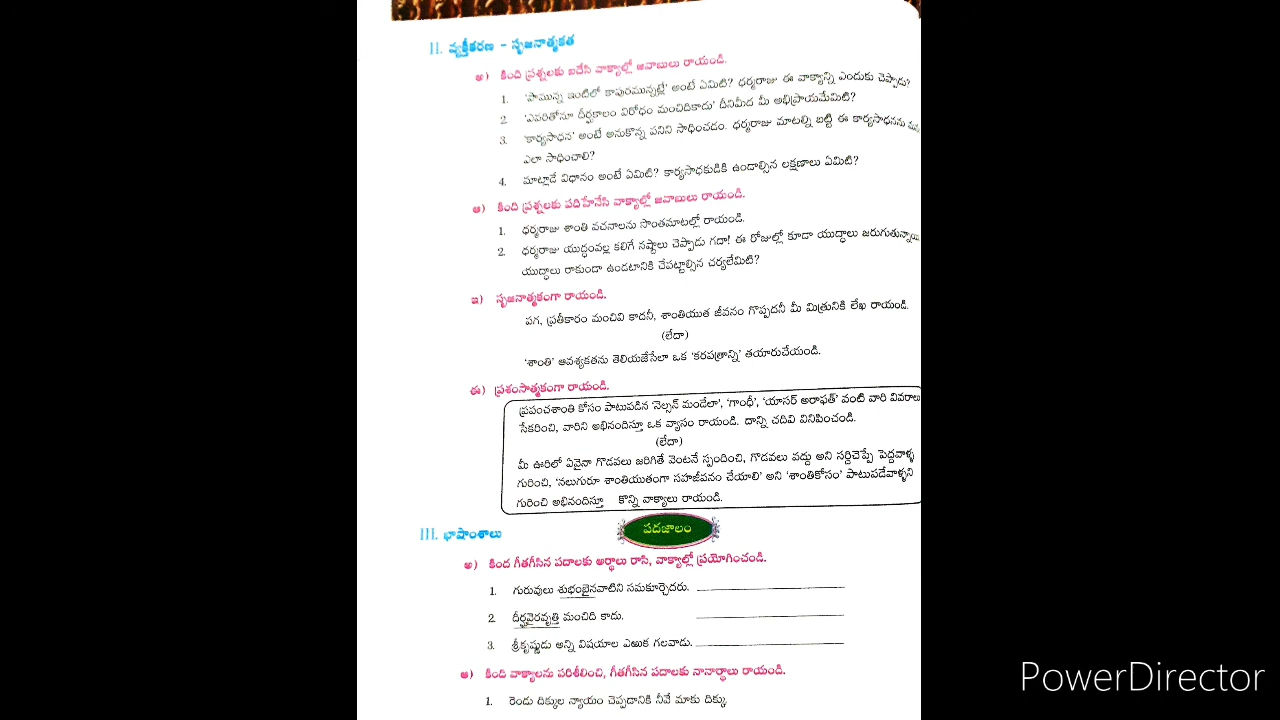 II. వ్యక్తీకరణ - సృజనాత్మకత
అ) కింది ప్రశ్నలకు ఐదేసి వాక్యాల్లో జవాబులు రాయండి.
1. 'పామున్న ఇంటిలో కాపురమున్నట్లే' అంటే ఏమిటి? ధర్మరాజు ఈ వాక్యాన్ని ఎందుకు చెప్పాడు?
2. 'ఎవరితోనూ దీర్ఘకాలం విరోధం మంచిదికాదు' దీనిమీద మీ అభిప్రాయమేమిటి?
3. 'కార్యసాధన' అంటే అనుకొన్న పనిని సాధించడం. ధర్మరాజు మాటల్ని బట్టి ఈ కార్యసాధనను
ఎలా సాధించాలి?
4. మాట్లాడే విధానం అంటే ఏమిటి? కార్యసాధకుడికి ఉండాల్సిన లక్షణాలు ఏమిటి?
ఆ) కింది ప్రశ్నలకు పదిహేనేసి వాక్యాల్లో జవాబులు రాయండి.
1. ధర్మరాజు శాంతి వచనాలను సొంతమాటల్లో రాయండి.
2. ధర్మరాజు యుద్ధంవల్ల కలిగే నష్టాలు చెప్పాడు గదా! ఈ రోజుల్లో కూడా యుద్ధాలు జరుగుతున్నాయి.
యుద్ధాలు రాకుండా ఉండటానికి చేపట్టాల్సిన చర్యలేమిటి?
ఇ) సృజనాత్మకంగా రాయండి.
పగ, ప్రతీకారం మంచివి కాదనీ, శాంతియుత జీవనం గొప్పదనీ మీ మిత్రునికి లేఖ రాయండి.
(లేదా)
'శాంతి' ఆవశ్యకతను తెలియజేసేలా ఒక 'కరపత్రాన్ని' తయారుచేయండి.
ఈ) ప్రశంసాత్మకంగా రాయండి.
ప్రపంచశాంతి కోసం పాటుపడిన 'నెల్సన్ మండేలా', 'గాంధీ', 'యాసర్ అరాఫత్' వంటి వారి వివరాలు
సేకరించి, వారిని అభినందిస్తూ ఒక వ్యాసం రాయండి. దాన్ని చదివి వినిపించండి.
(లేదా)
మీ ఊరిలో ఏవైనా గొడవలు జరిగితే వెంటనే స్పందించి, గొడవలు వద్దు అని సర్దిచెప్పే పెద్దవాళ్ళ
గురించి, 'నలుగురూ శాంతియుతంగా సహజీవనం చేయాలి' అని 'శాంతికోసం' పాటుపడేవాళ్ళని
గురించి అభినందిస్తూ కొన్ని వాక్యాలు రాయండి.
పదజాలం
III. భాషాంశాలు
అ) కింద గీతగీసిన పదాలకు అర్థాలు రాసి, వాక్యాల్లో ప్రయోగించండి.
1. గురువులు శుభంబైనవాటిని సమకూర్చెదరు.
2. దీర్ఘవైరవృత్తి మంచిది కాదు.
3. శ్రీకృష్ణుడు అన్ని విషయాల ఎఱుక గలవాడు.
ఆ) కింది వాక్యాలను పరిశీలించి, గీతగీసిన పదాలకు నానార్థాలు రాయండి.
1. రెండు దిక్కుల న్యాయం చెప్పడానికి నీవే మాకు దిక్కు
PowerDirector